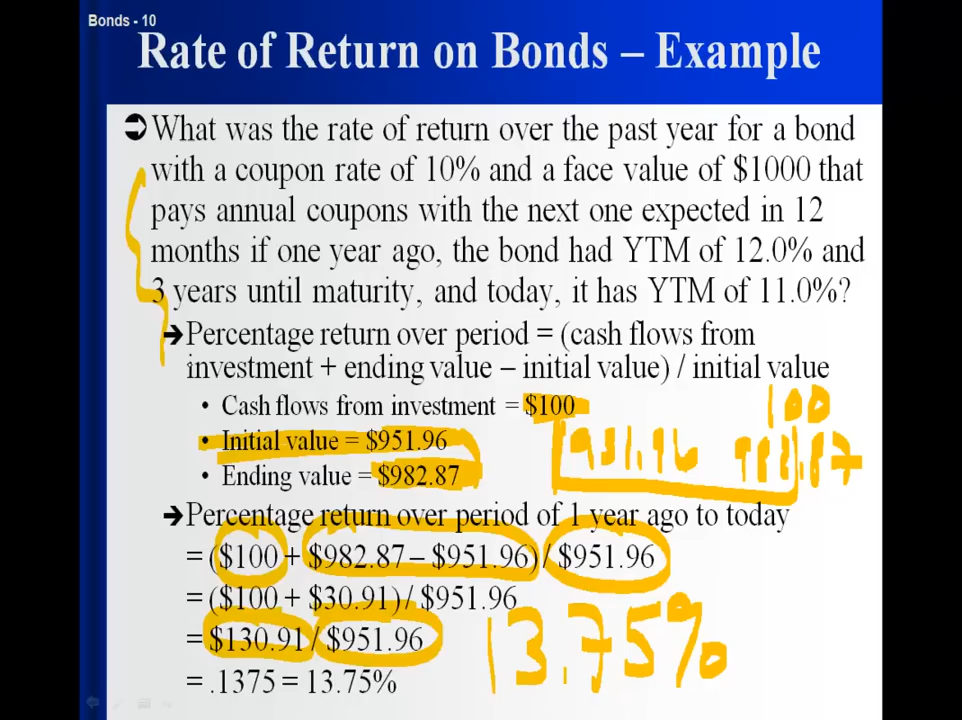 Bonds - 10
Rate of Return on Bonds – Example
What was the rate of return over the past year for a bond
with a coupon rate of 10% and a face value of $1000 that
pays annual coupons with the next one expected in 12
months if one year ago, the bond had YTM of 12.0% and
3 years until maturity, and today, it has YTM of 11.0%?
Percentage return over period = (cash flows from
investment + ending value – initial value) / initial value
• Cash flows from investment = $100
100
• Initial value = $951.96
951.96 982.87
• Ending value = $982.87
Percentage return over period of 1 year ago to today
= ($100 + $982.87 – $951.96) / $951.96
= ($100 + $30.91) / $951.96
= $130.91 / $951.96
13.75%
= .1375 = 13.75%